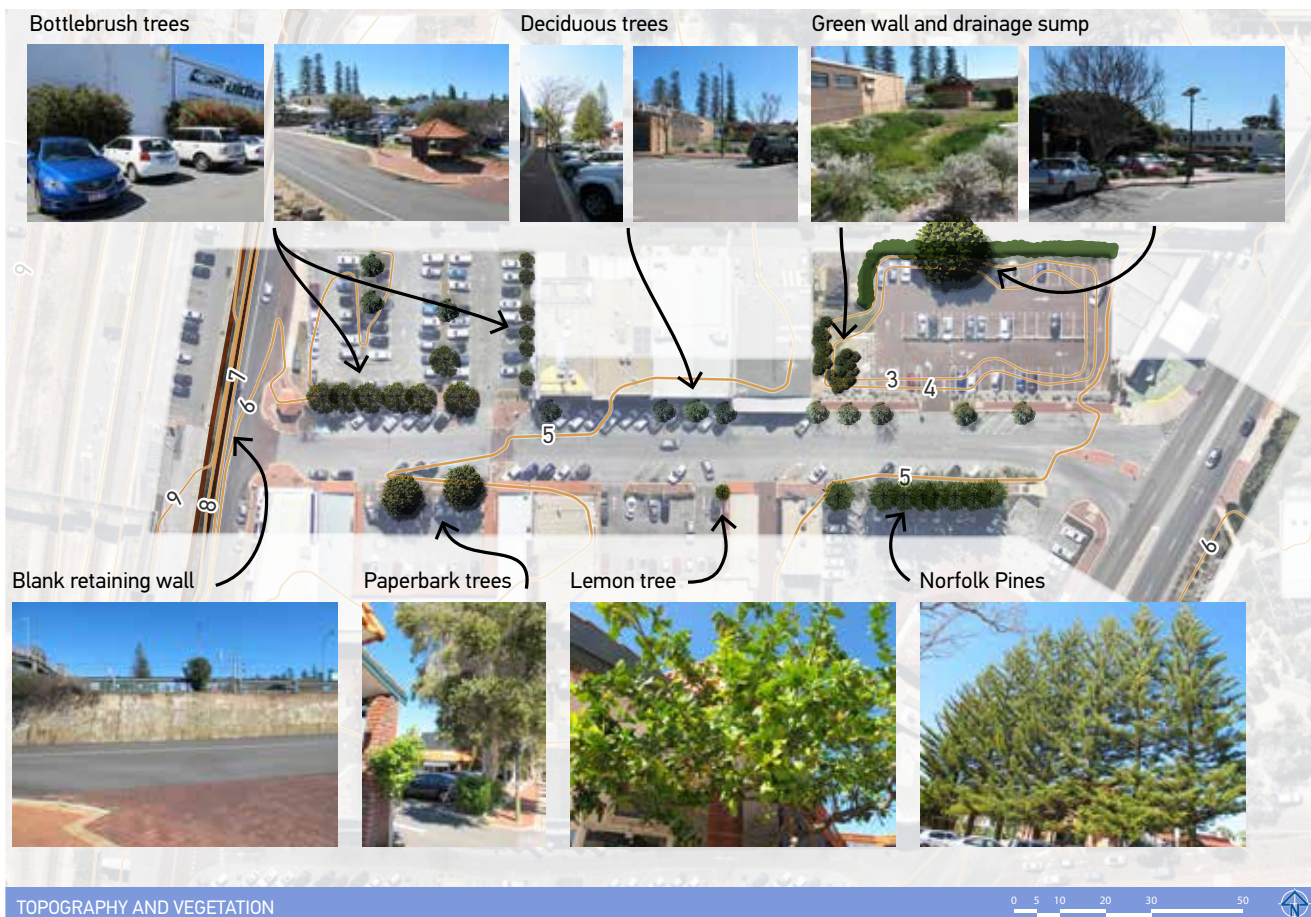 Bottlebrush trees
Deciduous trees
Green wall and drainage sump
9
7
6
3
4
5
5
9
8
6
Blank retaining wall
Paperbark trees
Lemon tree
Norfolk Pines
TOPOGRAPHY AND VEGETATION
0 5 10 20 30 50
N